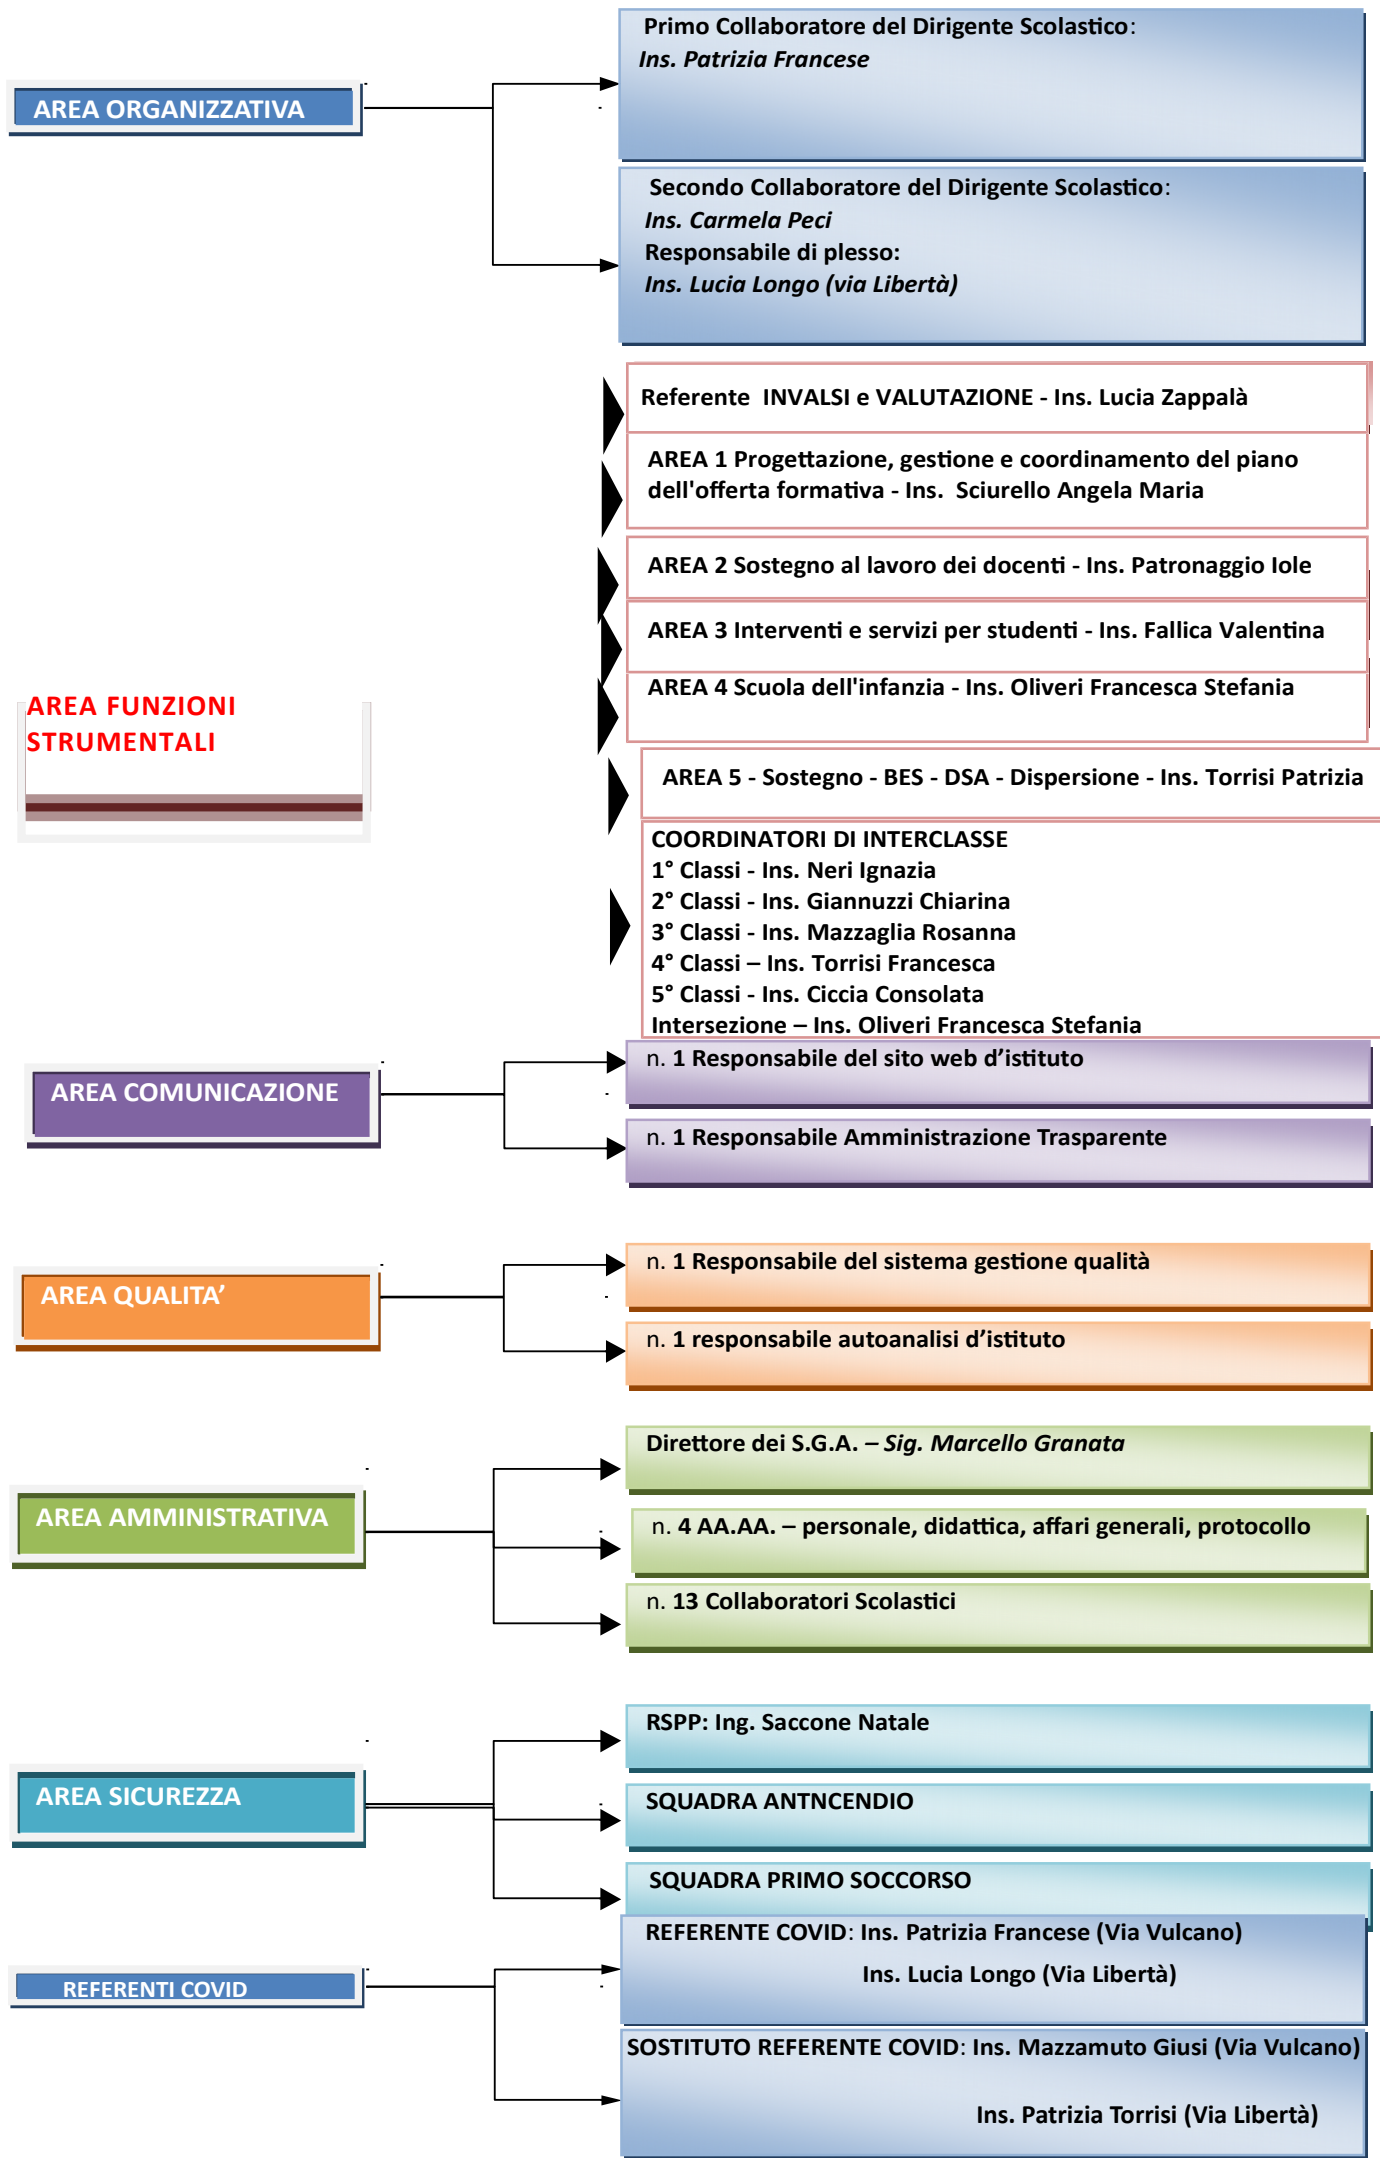 Primo Collaboratore del Dirigente Scolastico:
Ins. Patrizia Francese
AREA ORGANIZZATIVA
Secondo Collaboratore del Dirigente Scolastico:
Ins. Carmela Peci
Responsabile di plesso:
Ins. Lucia Longo (via Libertà)
Referente INVALSI e VALUTAZIONE - Ins. Lucia Zappalà
AREA 1 Progettazione, gestione e coordinamento del piano
dell'offerta formativa - Ins. Sciurello Angela Maria
AREA 2 Sostegno al lavoro dei docenti - Ins. Patronaggio Iole
AREA 3 Interventi e servizi per studenti - Ins. Fallica Valentina
AREA 4 Scuola dell'infanzia - Ins. Oliveri Francesca Stefania
AREA FUNZIONI
STRUMENTALI
AREA 5 - Sostegno - BES - DSA - Dispersione - Ins. Torrisi Patrizia
COORDINATORI DI INTERCLASSE
1° Classi - Ins. Neri Ignazia
2° Classi - Ins. Giannuzzi Chiarina
3° Classi - Ins. Mazzaglia Rosanna
4° Classi – Ins. Torrisi Francesca
5° Classi - Ins. Ciccia Consolata
Intersezione – Ins. Oliveri Francesca Stefania
AREA COMUNICAZIONE
n. 1 Responsabile del sito web d’istituto
n. 1 Responsabile Amministrazione Trasparente
AREA QUALITA’
n. 1 Responsabile del sistema gestione qualità
n. 1 responsabile autoanalisi d’istituto
AREA AMMINISTRATIVA
Direttore dei S.G.A. – Sig. Marcello Granata
n. 4 AA.AA. – personale, didattica, affari generali, protocollo
n. 13 Collaboratori Scolastici
AREA SICUREZZA
RSPP: Ing. Saccone Natale
SQUADRA ANTNCENDIO
SQUADRA PRIMO SOCCORSO
REFERENTI COVID
REFERENTE COVID: Ins. Patrizia Francese (Via Vulcano)
Ins. Lucia Longo (Via Libertà)
SOSTITUTO REFERENTE COVID: Ins. Mazzamuto Giusi (Via Vulcano)
Ins. Patrizia Torrisi (Via Libertà)